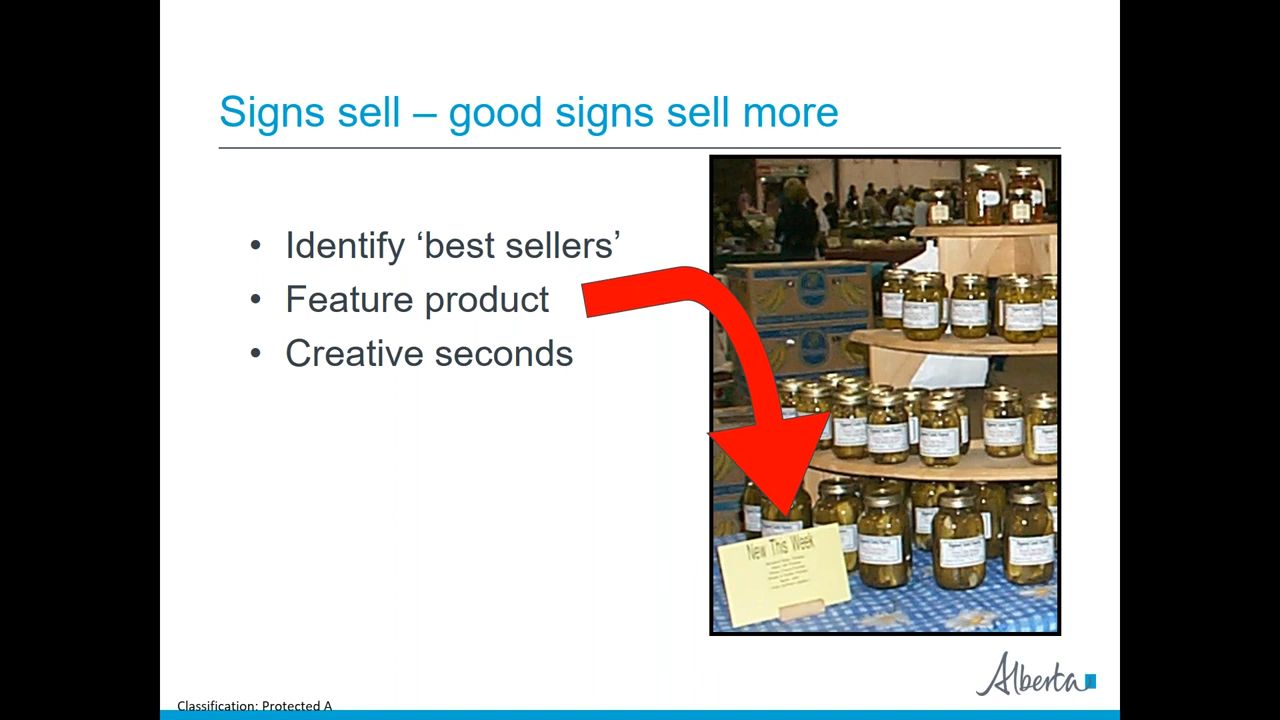 Signs sell – good signs sell more
• Identify ‘best sellers’
• Feature product
• Creative seconds
New This Week
Alberta
Classification: Protected A